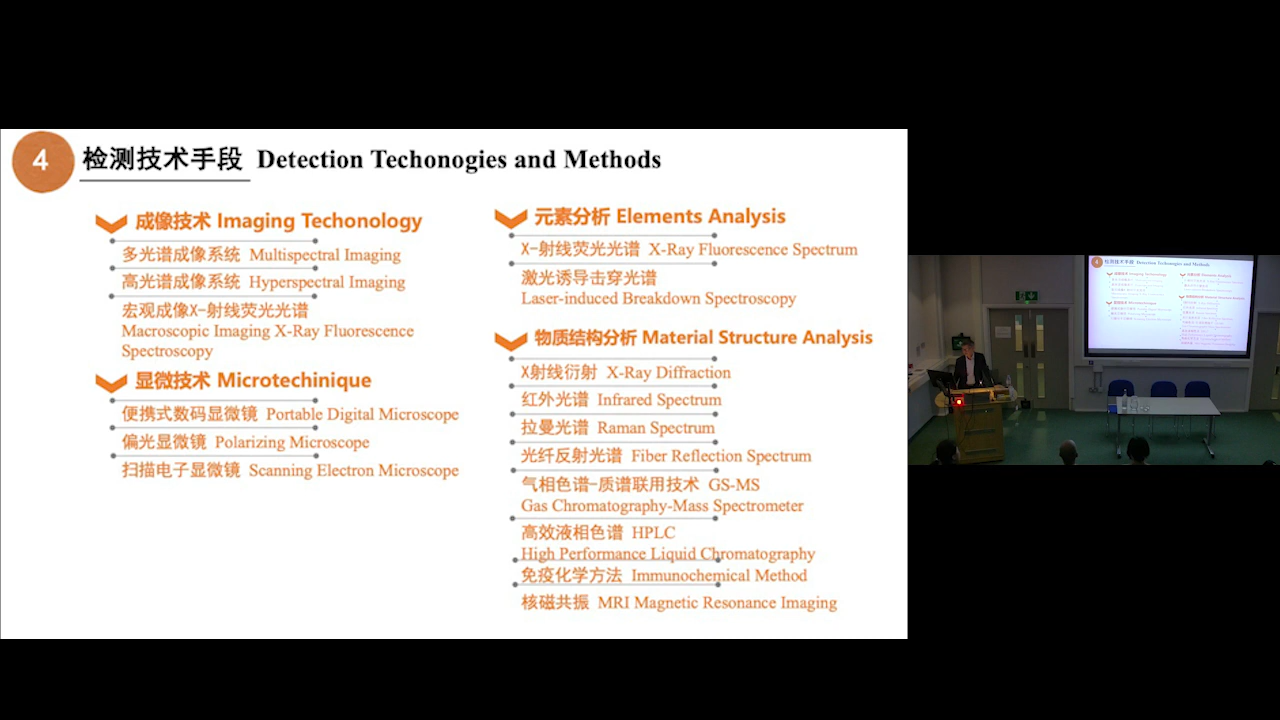 4
检测技术手段 Detection Techonogies and Methods
成像技术 Imaging Techonology
多光谱成像系统 Multispectral Imaging
高光谱成像系统 Hyperspectral Imaging
宏观成像X-射线荧光光谱
Macroscopic Imaging X-Ray Fluorescence
Spectroscopy
显微技术 Microtechinique
便携式数码显微镜 Portable Digital Microscope
偏光显微镜 Polarizing Microscope
扫描电子显微镜 Scanning Electron Microscope
元素分析 Elements Analysis
X-射线荧光光谱 X-Ray Fluorescence Spectrum
激光诱导击穿光谱
Laser-induced Breakdown Spectroscopy
物质结构分析 Material Structure Analysis
X射线衍射 X-Ray Diffraction
红外光谱 Infrared Spectrum
拉曼光谱 Raman Spectrum
光纤反射光谱 Fiber Reflection Spectrum
气相色谱-质谱联用技术 GS-MS
Gas Chromatography-Mass Spectrometer
高效液相色谱 HPLC
High Performance Liquid Chromatography
免疫化学方法 Immunochemical Method
核磁共振 MRI Magnetic Resonance Imaging